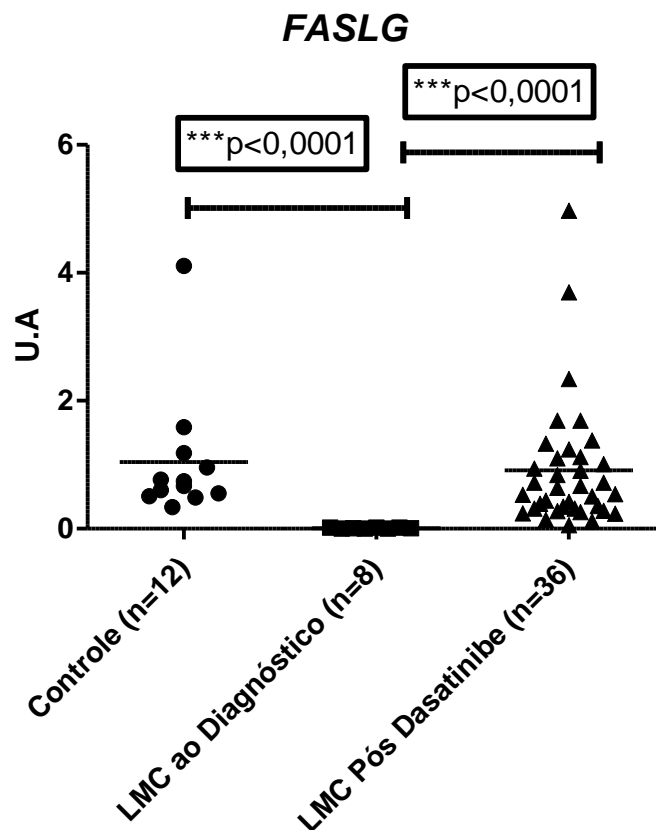 FASLG
***p<0,0001
***p<0,0001
6
4
2
0
U.A
Controle (n=12)
LMC ao Diagnóstico (n=8)
LMC Pós Dasatinibe (n=36)